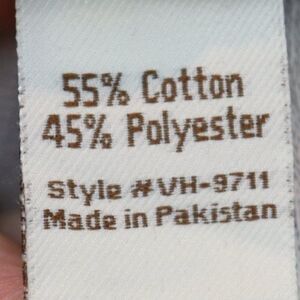 55% Cotton
45% Polyester
Style #VH-9711
Made in Pakistan